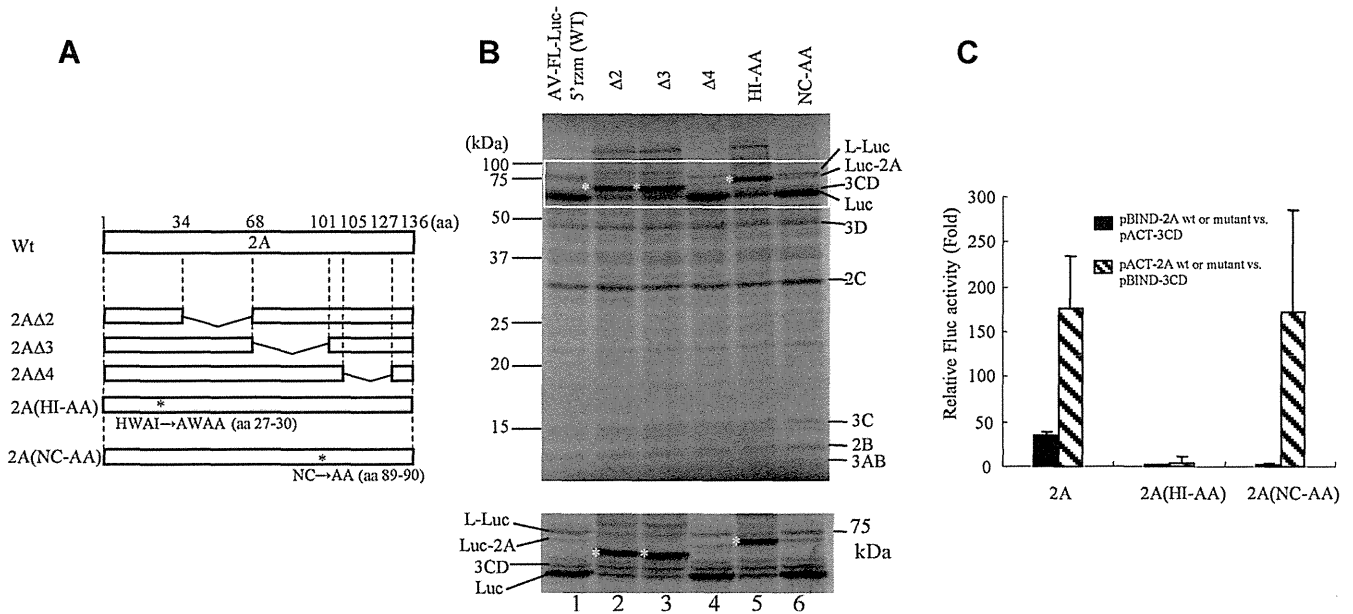 A
1 34 68 101 105 127 136 (aa)
Wt
2A
2AΔ2
2AΔ3
2AΔ4
2A(HI-AA)
*
HWAI→AWAA (aa 27-30)
2A(NC-AA)
*
NC→AA (aa 89-90)
B
AV-FL-Luc-
5'rzm (WT)
Δ2
Δ3
Δ4
HI-AA
NC-AA
(kDa)
100
75
50
37
25
20
15
* * *
L-Luc
Luc-2A
3CD
Luc
3D
2C
3C
2B
3AB
L-Luc
Luc-2A
3CD
Luc
* * *
75
kDa
1 2 3 4 5 6
C
Relative Fluc activity (Fold)
300
250
200
150
100
50
0
pBIND-2A wt or mutant vs.
pACT-3CD
pACT-2A wt or mutant vs.
pBIND-3CD
2A 2A(HI-AA) 2A(NC-AA)